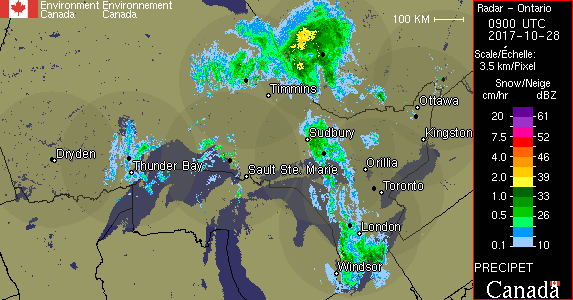 Environment Environnement
Canada Canada
100 KM
Timmins
Ottawa
Sudbury
Kingston
Dryden
Thunder Bay
Sault Ste. Marie
Orillia
Toronto
London
Windsor
Radar - Ontario
0900 UTC
2017-10-28
Scale/Échelle:
3.5 km/Pixel
Snow/Neige
cm/hr dBZ
20 61
7.5 52
4.0 46
2.0 39
1.0 33
0.5 26
0.1 10
PRECIPET
Canada